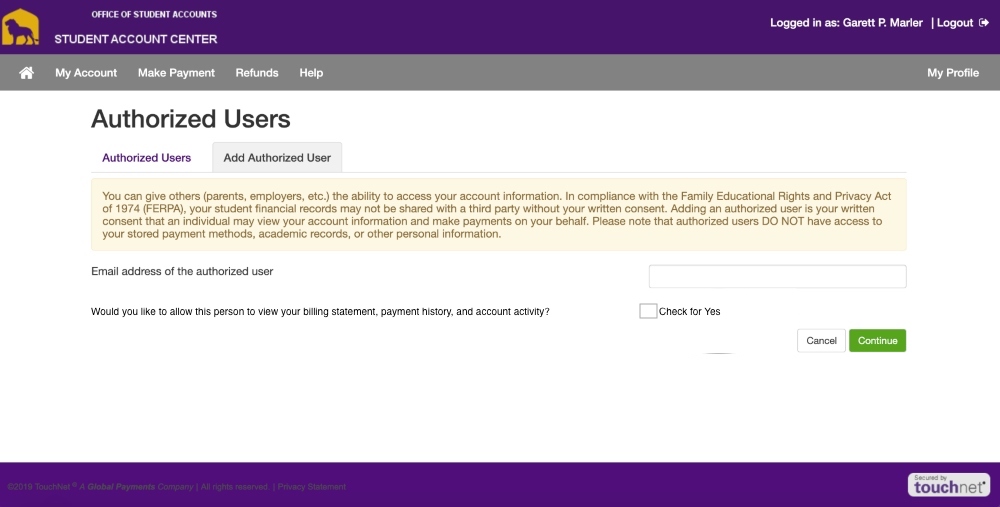 OFFICE OF STUDENT ACCOUNTS
STUDENT ACCOUNT CENTER
Logged in as: Garett P. Marler | Logout
My Account Make Payment Refunds Help My Profile
Authorized Users
Authorized Users Add Authorized User
You can give others (parents, employers, etc.) the ability to access your account information. In compliance with the Family Educational Rights and Privacy Act
of 1974 (FERPA), your student financial records may not be shared with a third party without your written consent. Adding an authorized user is your written
consent that an individual may view your account information and make payments on your behalf. Please note that authorized users DO NOT have access to
your stored payment methods, academic records, or other personal information.
Email address of the authorized user
Would you like to allow this person to view your billing statement, payment history, and account activity? Check for Yes
Cancel Continue
©2019 TouchNet ® A Global Payments Company | All rights reserved. | Privacy Statement
Secured by
touchnet®